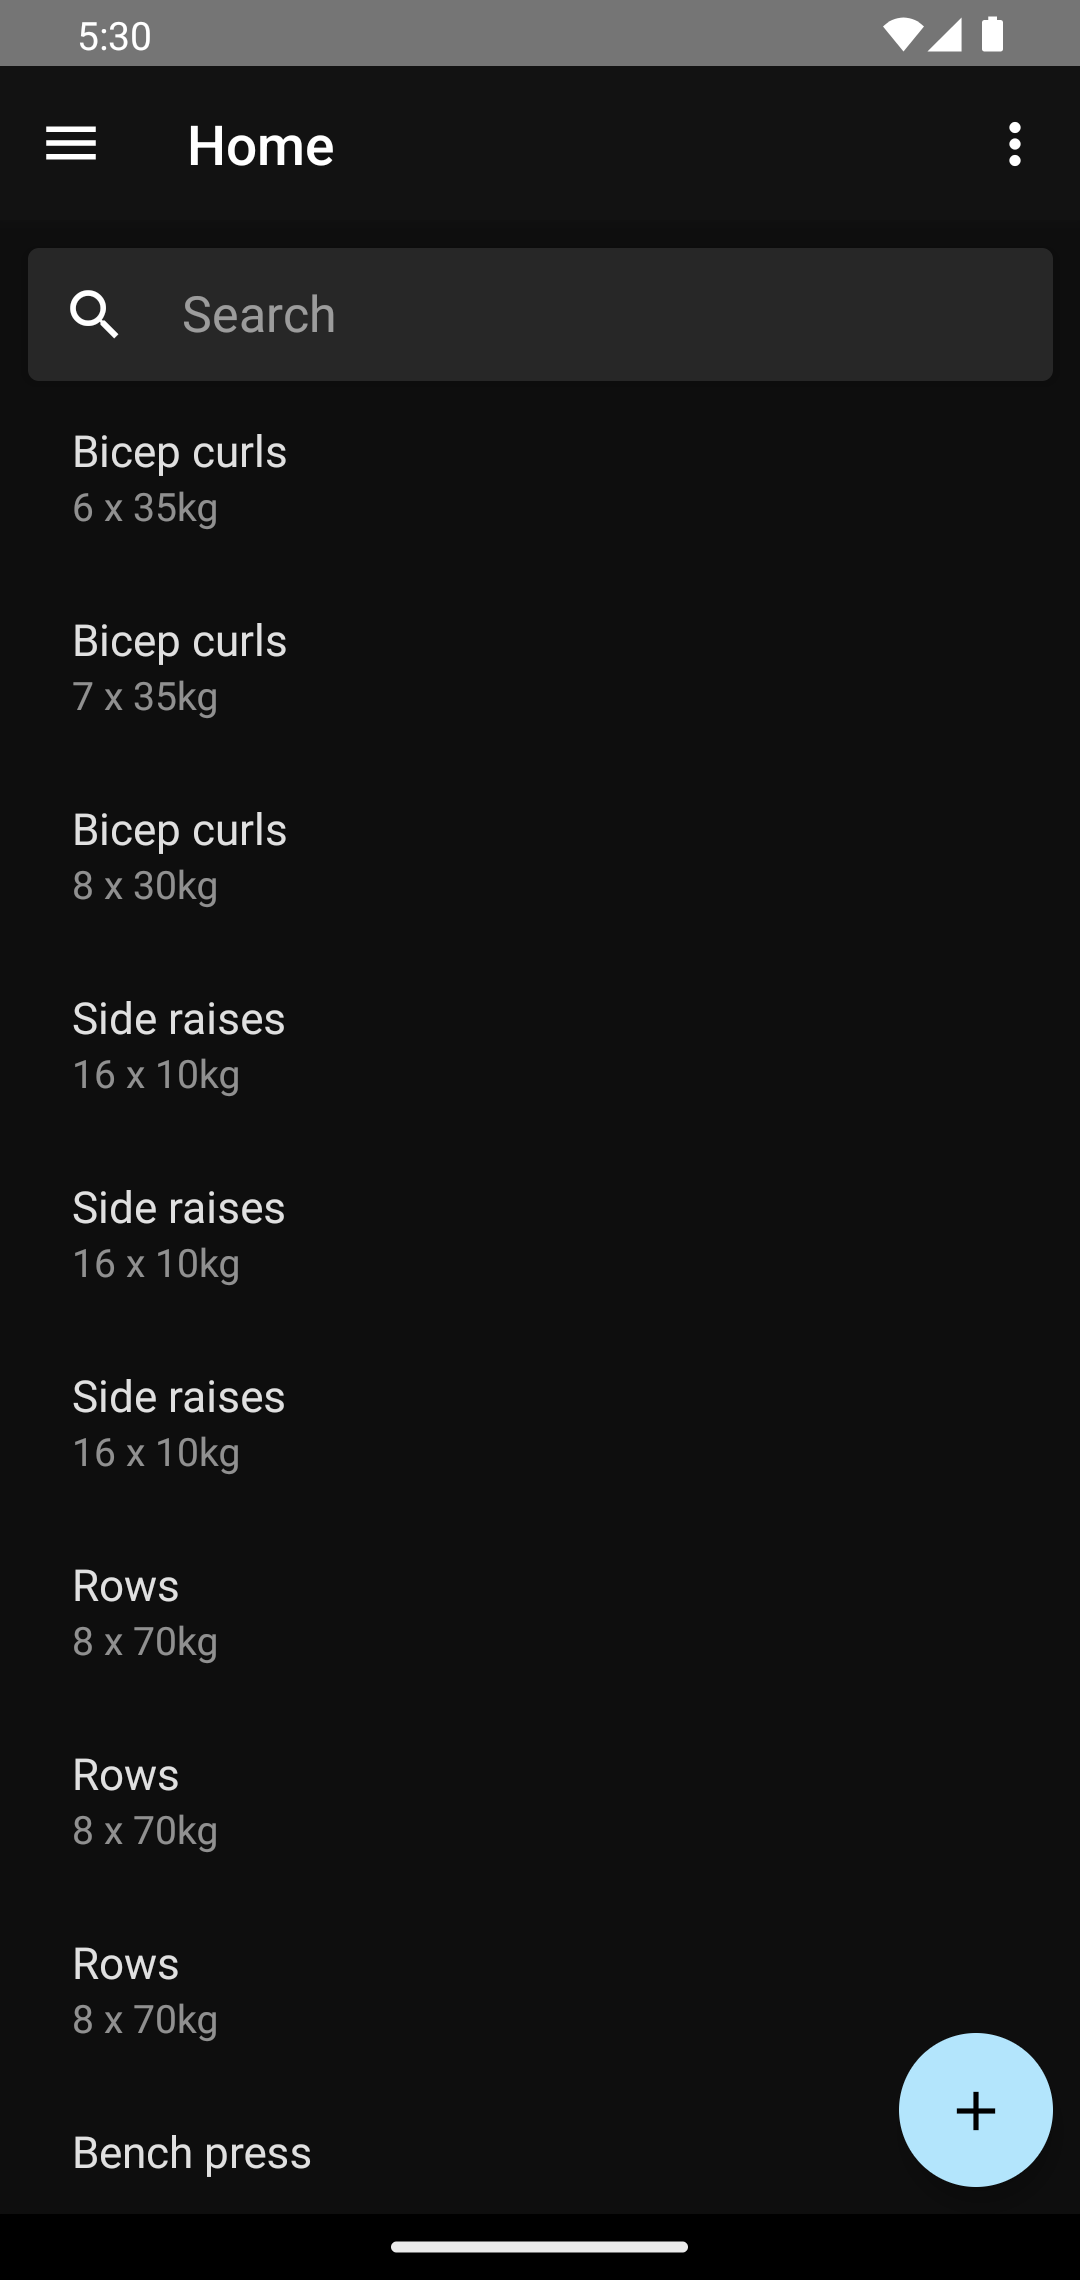 5:30
Home
Search
Bicep curls
6 x 35kg
Bicep curls
7 x 35kg
Bicep curls
8 x 30kg
Side raises
16 x 10kg
Side raises
16 x 10kg
Side raises
16 x 10kg
Rows
8 x 70kg
Rows
8 x 70kg
Rows
8 x 70kg
Bench press